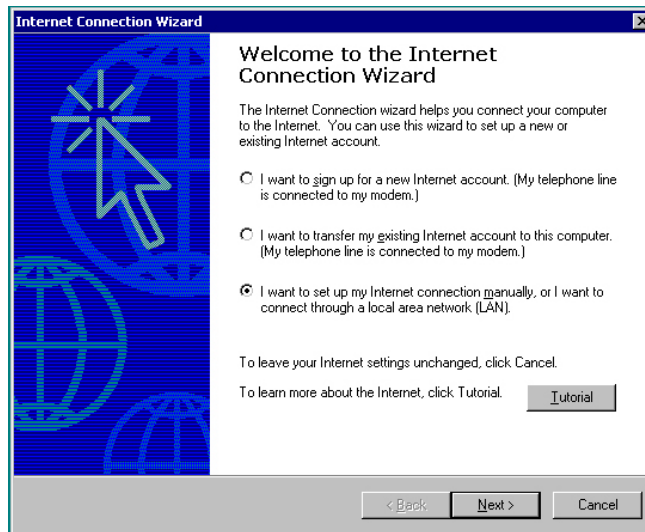 Internet Connection Wizard
Welcome to the Internet
Connection Wizard
The Internet Connection wizard helps you connect your computer
to the Internet. You can use this wizard to set up a new or
existing Internet account.
I want to sign up for a new Internet account. (My telephone line
is connected to my modem.)
I want to transfer my existing Internet account to this computer.
(My telephone line is connected to my modem.)
I want to set up my Internet connection manually, or I want to
connect through a local area network (LAN).
To leave your Internet settings unchanged, click Cancel.
To learn more about the Internet, click Tutorial.
Tutorial
< Back
Next >
Cancel